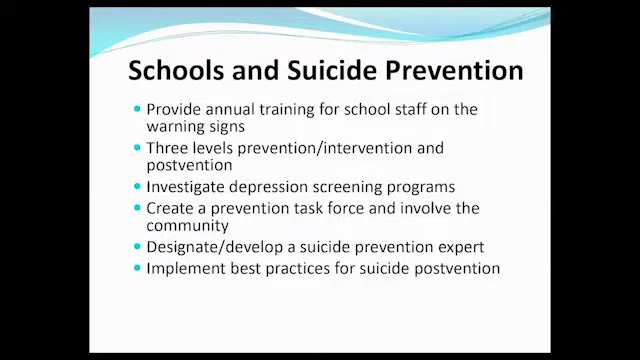 Schools and Suicide Prevention
Provide annual training for school staff on the
warning signs
Three levels prevention/intervention and
postvention
Investigate depression screening programs
Create a prevention task force and involve the
community
Designate/develop a suicide prevention expert
Implement best practices for suicide postvention